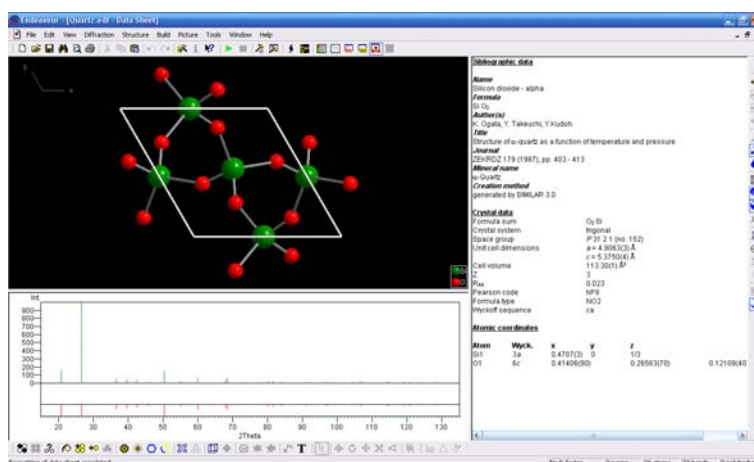 Endeavour - [Quartz.edf - Data Sheet]
File Edit View Diffraction Structure Build Picture Tools Window Help
b
a
Si
O
Int.
900
800
700
600
500
400
300
200
100
0
20 30 40 50 60 70 80 90 100 110 120 130
2Theta
Bibliographic data
Name
Silicon dioxide - alpha
Formula
Si O₂
Author(s)
K. Ogata, Y. Takeuchi, Y.Kudoh
Title
Structure of α-quartz as a function of temperature and pressure
Journal
ZEKRDZ 179 (1987), pp. 403 - 413
Mineral name
α-Quartz
Creation method
generated by SIMILAR 3.0
Crystal data
Formula sum O₂ Si
Crystal system trigonal
Space group P 31 2 1 (no. 152)
Unit cell dimensions a = 4.9063(3) Å
c = 5.3750(4) Å
Cell volume 113.30(1) Å³
Z 3
0.023
Pearson code hP9
Formula type NO2
Wyckoff sequence ca
Atomic coordinates
Atom Wyck. x y z
Si1 3a 0.4707(3) 0 1/3
O1 6c 0.41406(80) 0.26563(70) 0.12109(40